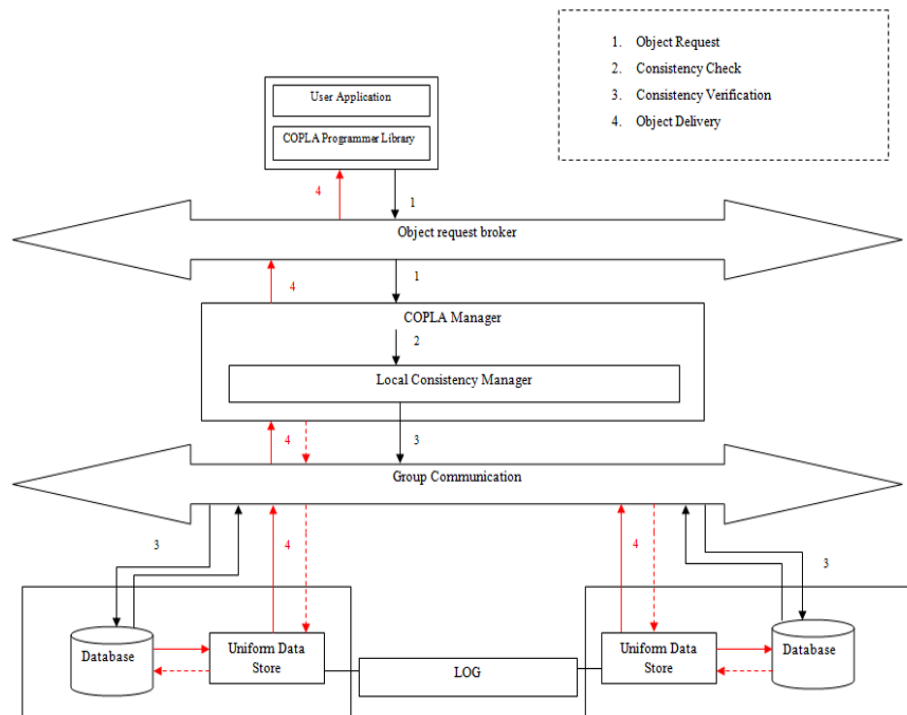 1. Object Request
2. Consistency Check
3. Consistency Verification
4. Object Delivery
User Application
COPLA Programmer Library
4
1
Object request broker
4
1
COPLA Manager
2
Local Consistency Manager
4
3
Group Communication
3
4
4
3
Database
Uniform Data
Store
LOG
Uniform Data
Store
Database